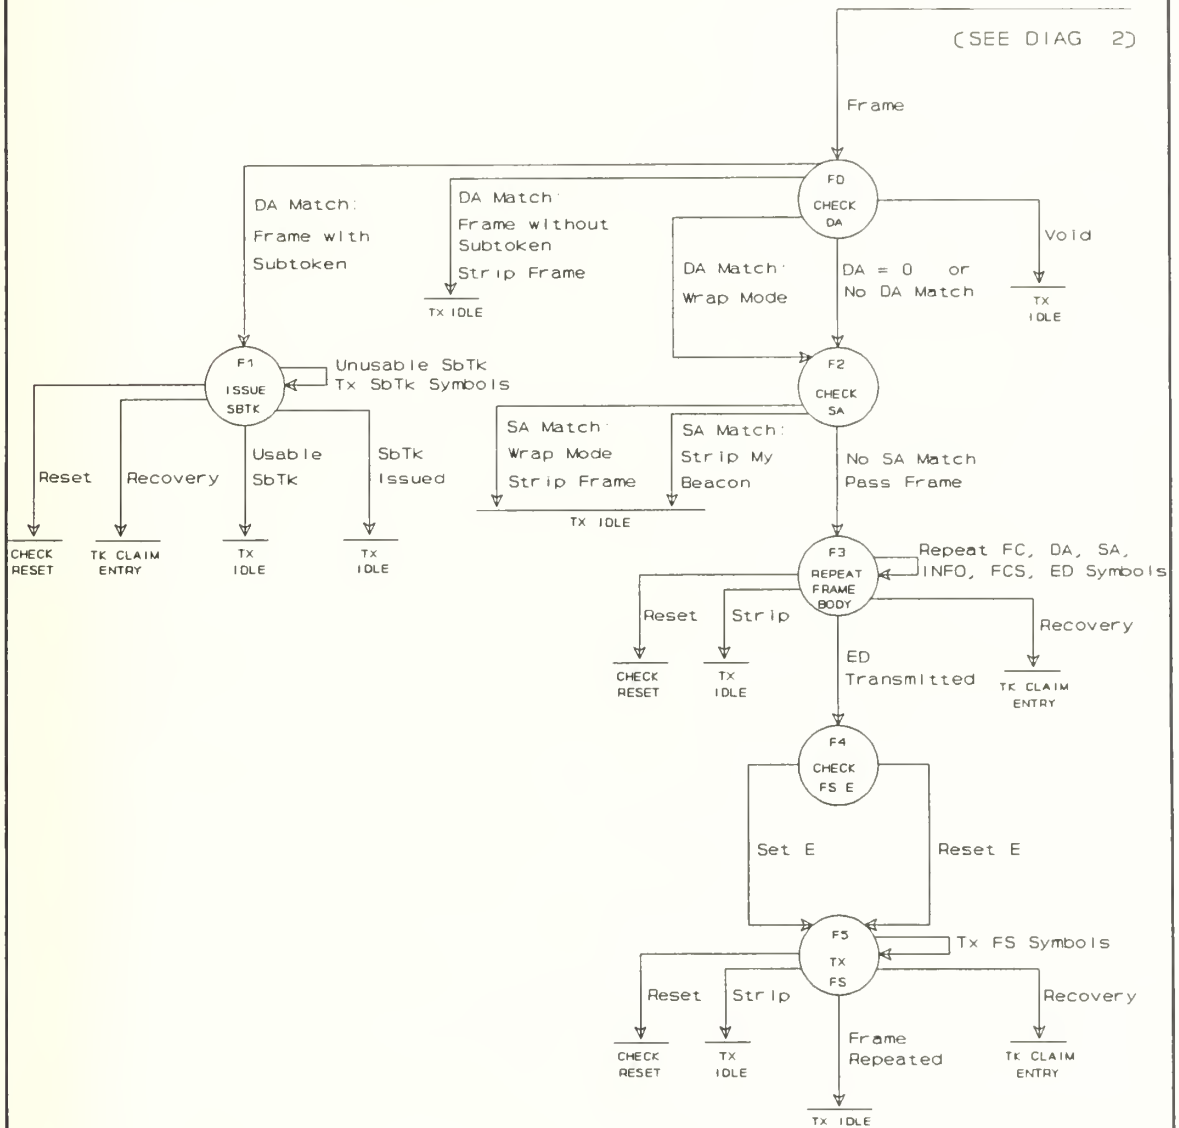 (SEE DIAG 2)
Frame
F0
CHECK
DA
DA Match:
Frame with
Subtoken
DA Match:
Frame without
Subtoken
Strip Frame
TX IDLE
DA Match:
Wrap Mode
DA = 0 or
No DA Match
Void
TX
IDLE
F1
ISSUE
SBTK
Unusable SbTk
Tx SbTk Symbols
F2
CHECK
SA
Reset
Recovery
Usable
SbTk
SbTk
Issued
CHECK
RESET
TK CLAIM
ENTRY
TX
IDLE
TX
IDLE
SA Match:
Wrap Mode
Strip Frame
SA Match:
Strip My
Beacon
TX IDLE
No SA Match
Pass Frame
F3
REPEAT
FRAME
BODY
Repeat FC, DA, SA,
INFO, FCS, ED Symbols
Reset
Strip
Recovery
CHECK
RESET
TX
IDLE
ED
Transmitted
TK CLAIM
ENTRY
F4
CHECK
FS E
Set E
Reset E
F5
TX
FS
Tx FS Symbols
Reset
Strip
Recovery
CHECK
RESET
TX
IDLE
Frame
Repeated
TK CLAIM
ENTRY
TX IDLE